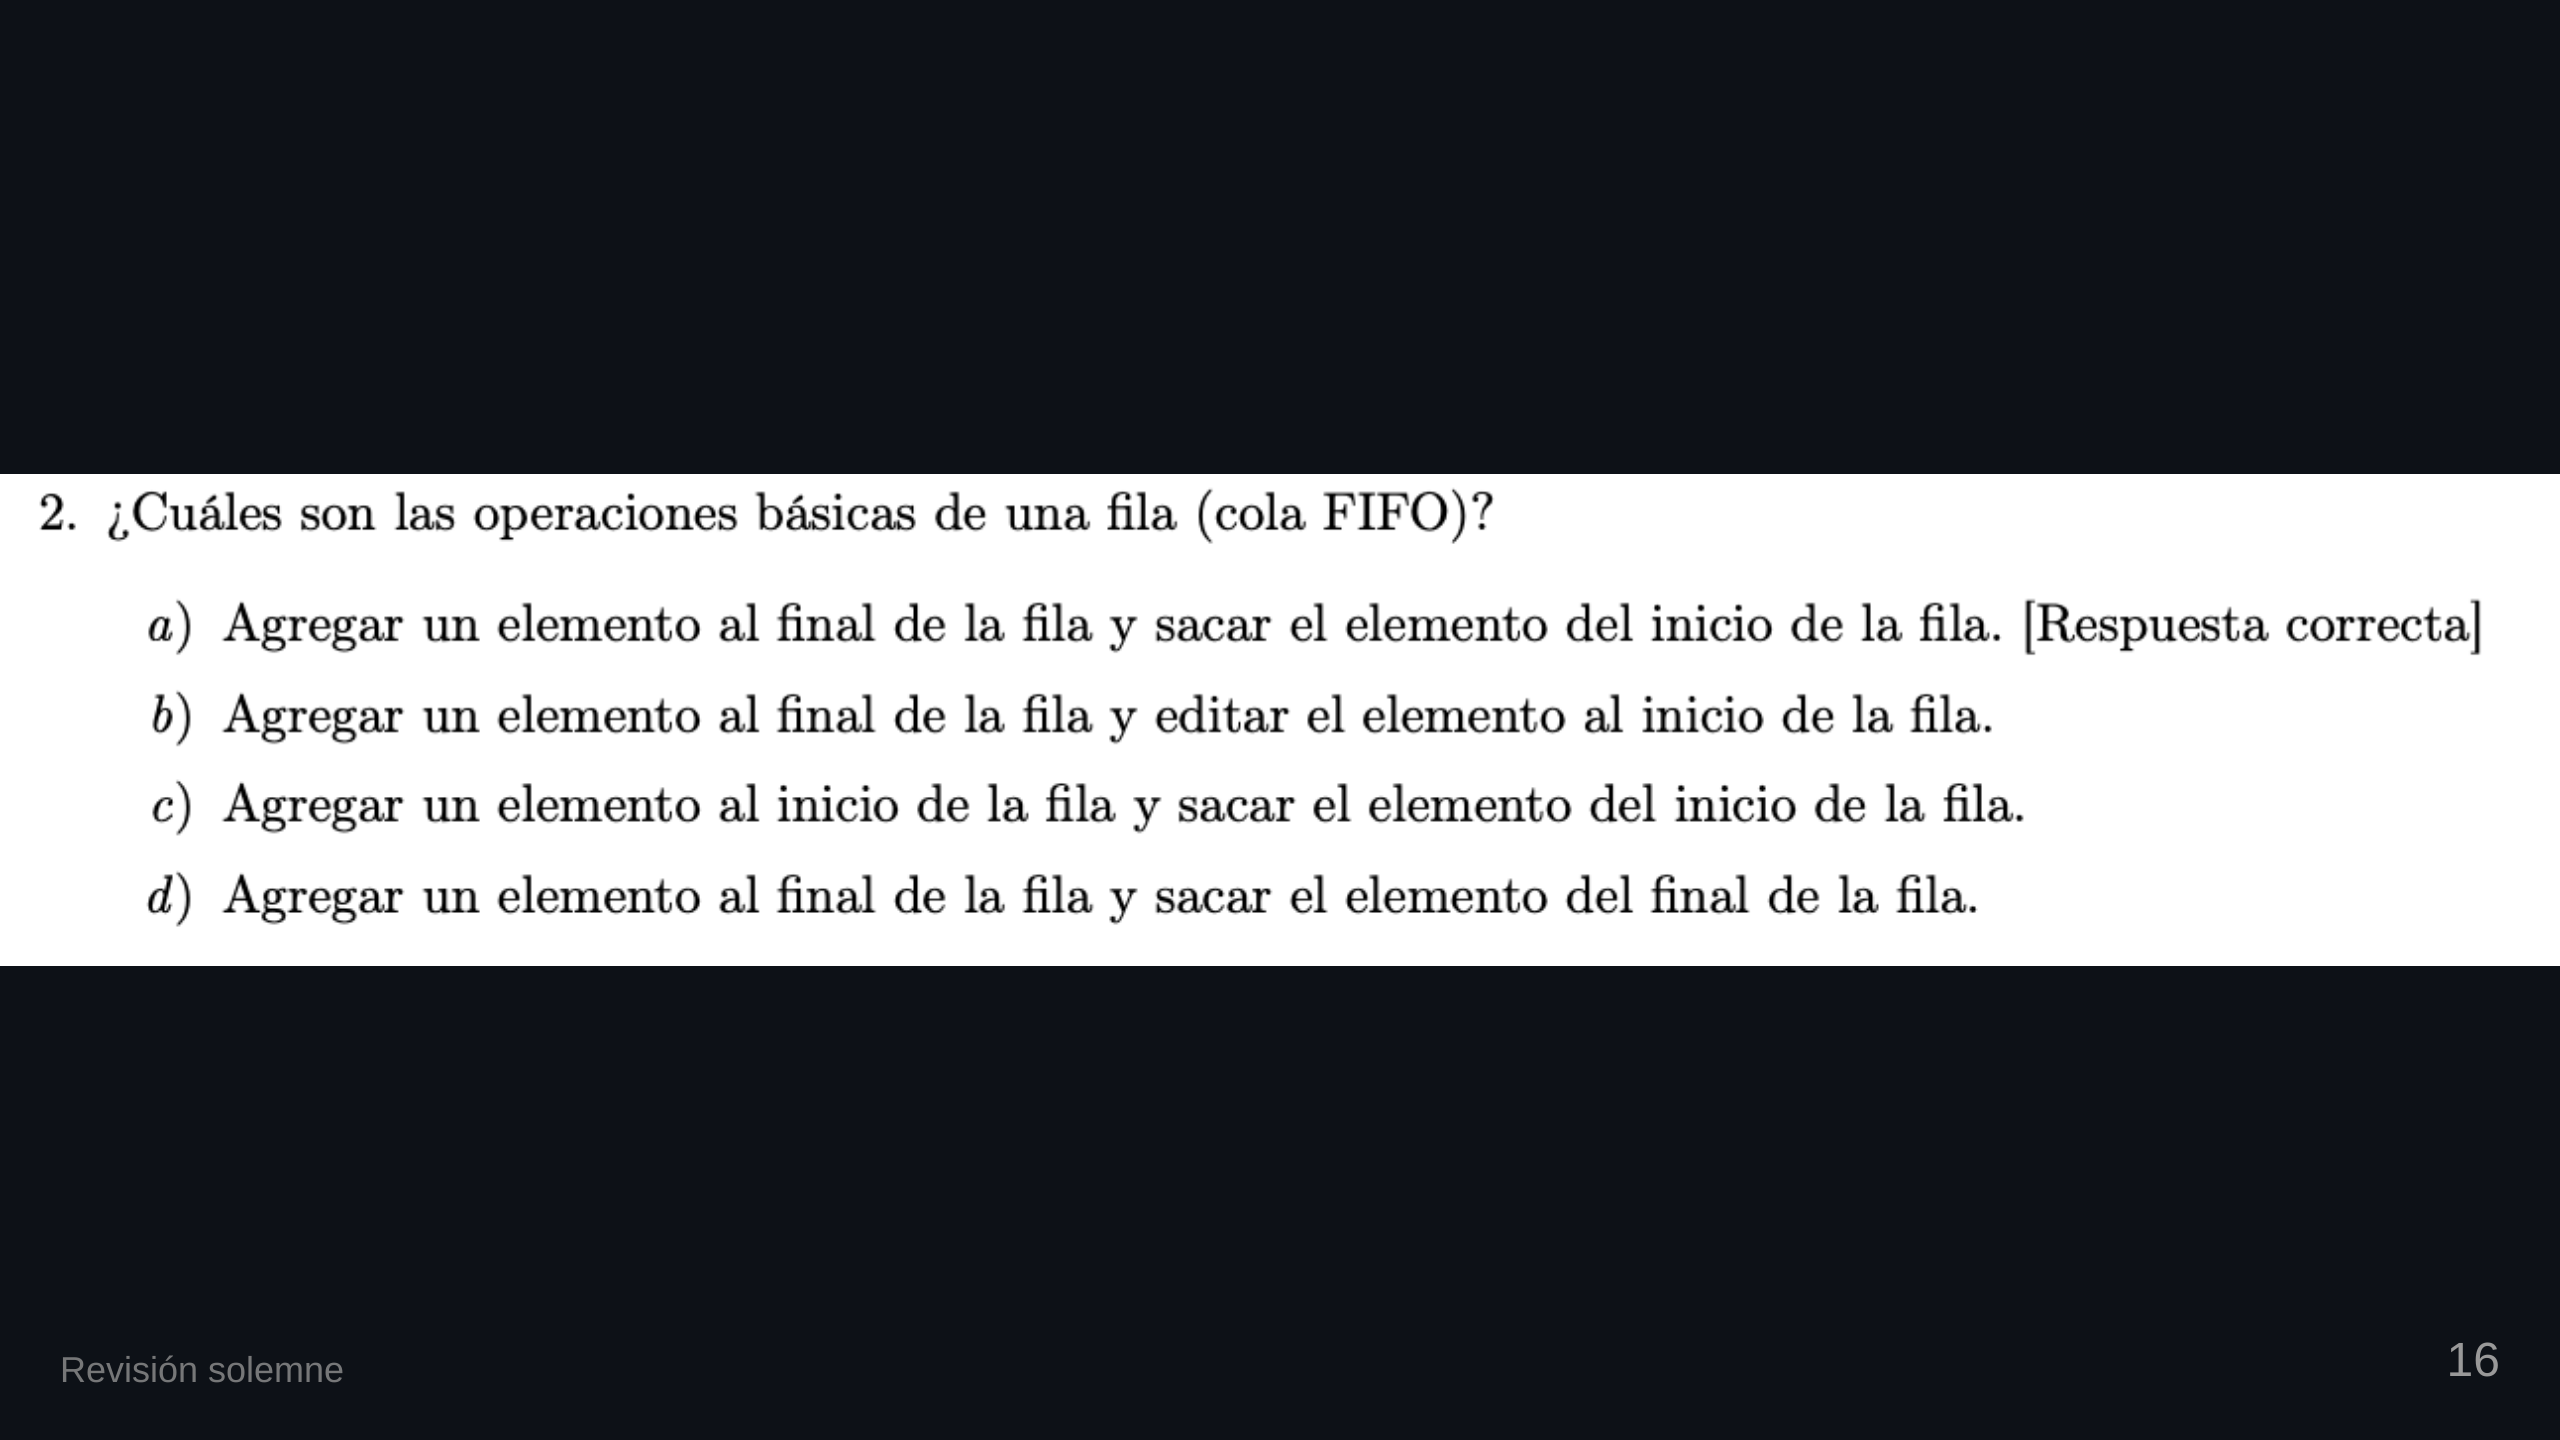 2. ¿Cuáles son las operaciones básicas de una fila (cola FIFO)?
a) Agregar un elemento al final de la fila y sacar el elemento del inicio de la fila. [Respuesta correcta]
b) Agregar un elemento al final de la fila y editar el elemento al inicio de la fila.
c) Agregar un elemento al inicio de la fila y sacar el elemento del inicio de la fila.
d) Agregar un elemento al final de la fila y sacar el elemento del final de la fila.
Revisión solemne
16